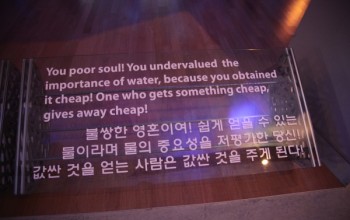 You poor soul! You undervalued the
importance of water, because you obtained
it cheap! One who gets something cheap,
gives away cheap!
불쌍한 영혼이여! 쉽게 얻을 수 있는
물이라며 물의 중요성을 저평가한 당신!
값싼 것을 얻는 사람은 값싼 것을 주게 된다!